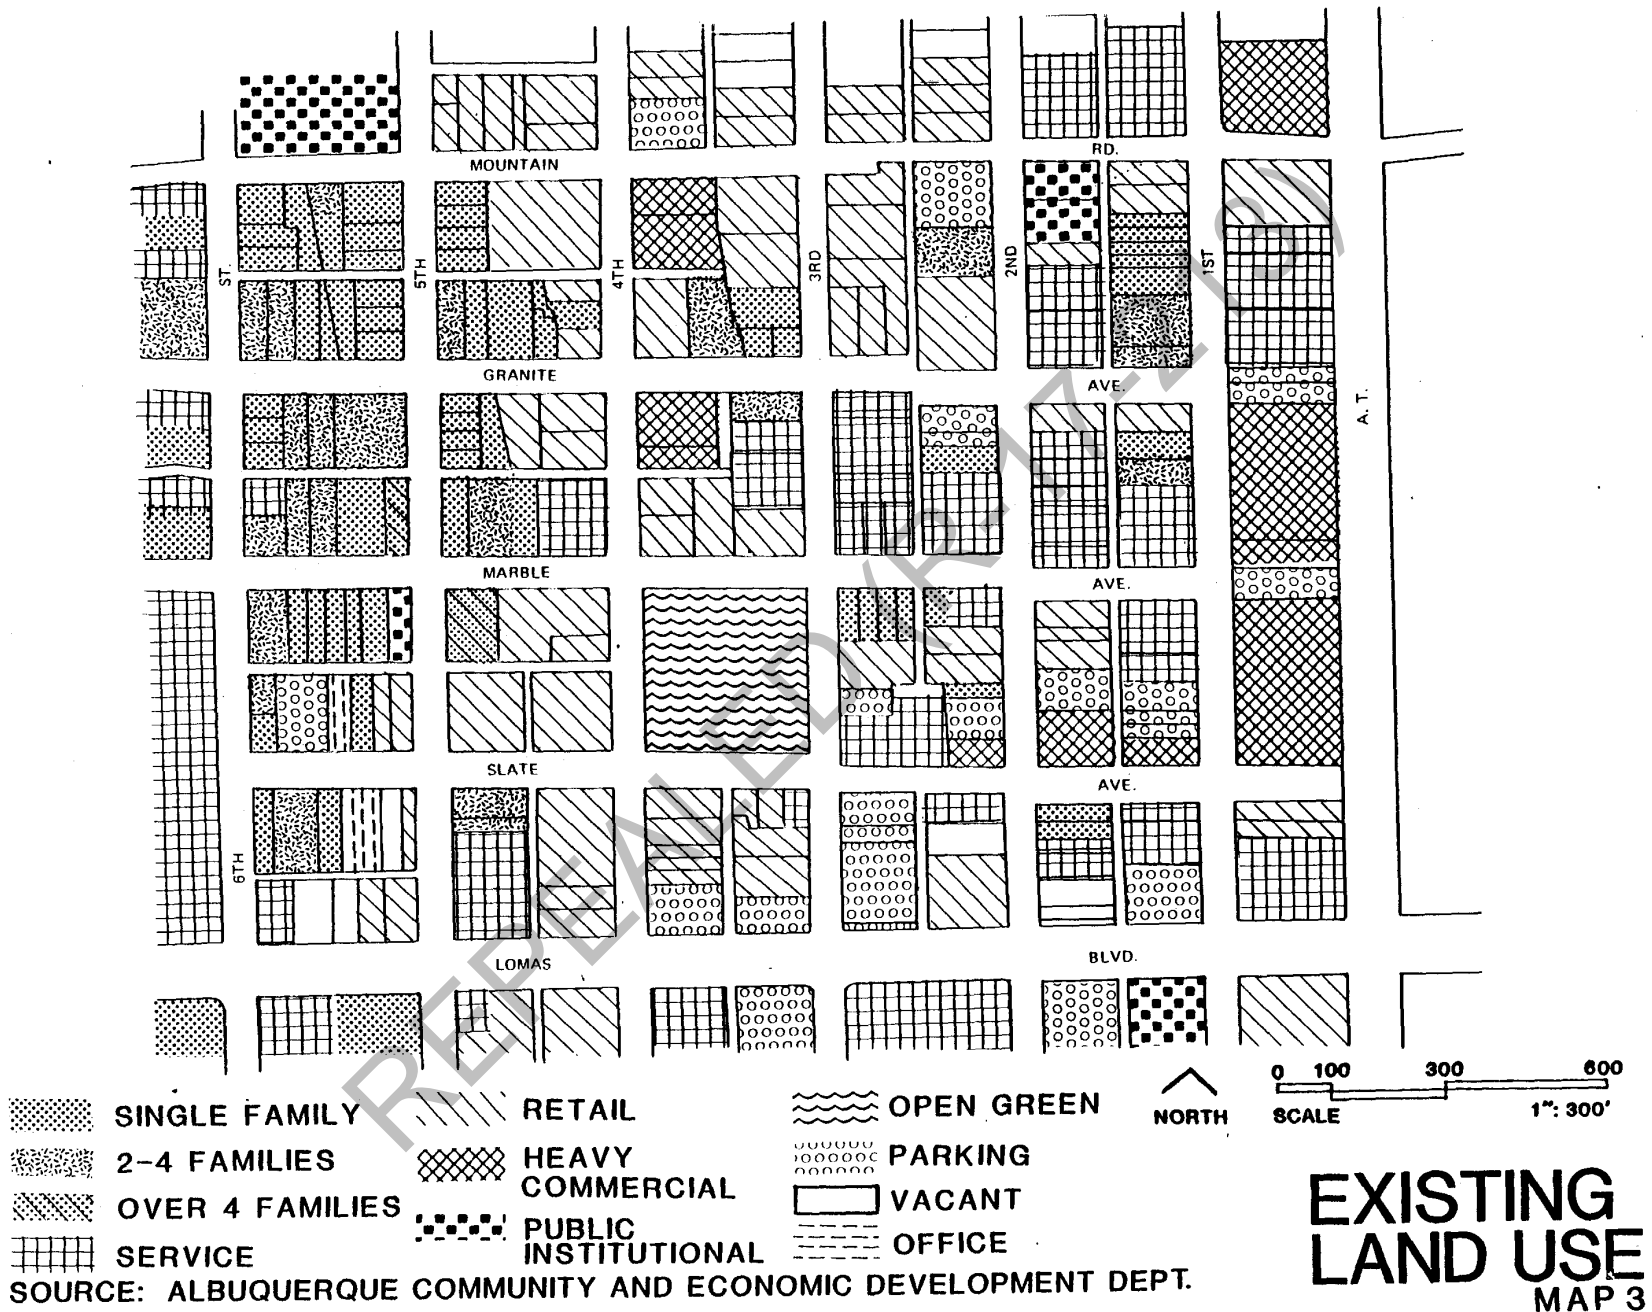 MOUNTAIN
RD.
ST.
5TH
4TH
3RD
2ND
1ST
GRANITE
AVE.
A.T.
MARBLE
AVE.
SLATE
AVE.
6TH
LOMAS
BLVD.
REPEALED (R-17-213)
SINGLE FAMILY
2-4 FAMILIES
OVER 4 FAMILIES
SERVICE
RETAIL
HEAVY
COMMERCIAL
PUBLIC
INSTITUTIONAL
OPEN GREEN
PARKING
VACANT
OFFICE
NORTH
0 100 300 600
SCALE 1": 300'
EXISTING
LAND USE
MAP 3
SOURCE: ALBUQUERQUE COMMUNITY AND ECONOMIC DEVELOPMENT DEPT.